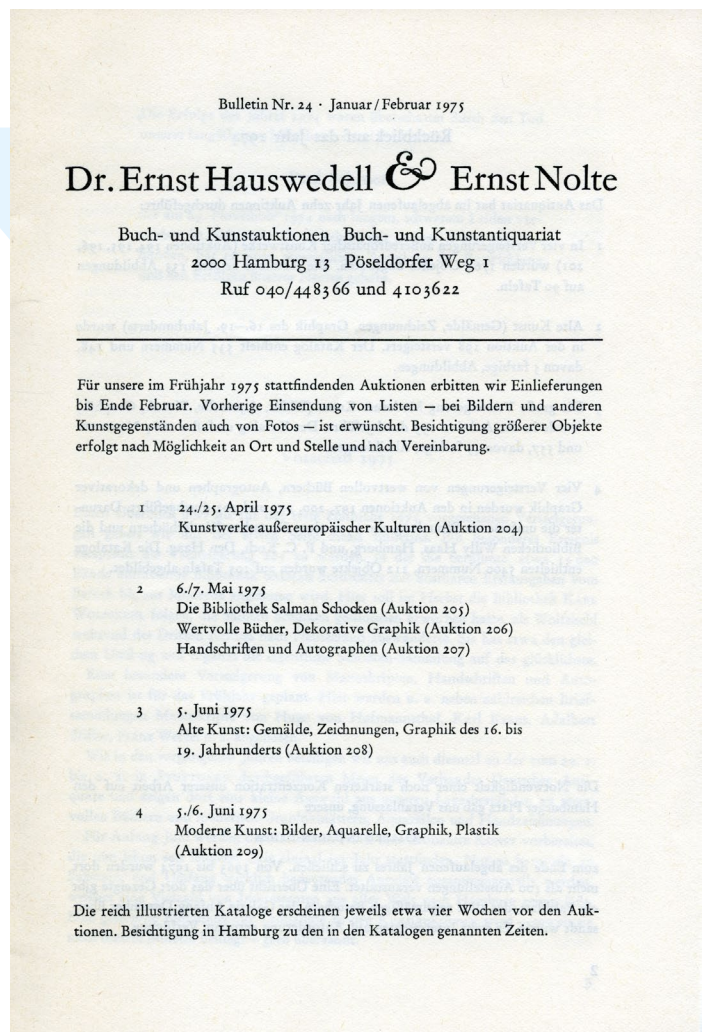 Bulletin Nr. 24 · Januar/Februar 1975
Dr. Ernst Hauswedell & Ernst Nolte
Buch- und Kunstauktionen Buch- und Kunstantiquariat
2000 Hamburg 13 Pöseldorfer Weg 1
Ruf 040/448366 und 4103622
Für unsere im Frühjahr 1975 stattfindenden Auktionen erbitten wir Einlieferungen
bis Ende Februar. Vorherige Einsendung von Listen – bei Bildern und anderen
Kunstgegenständen auch von Fotos – ist erwünscht. Besichtigung größerer Objekte
erfolgt nach Möglichkeit an Ort und Stelle und nach Vereinbarung.
1 24./25. April 1975
Kunstwerke außereuropäischer Kulturen (Auktion 204)
2 6./7. Mai 1975
Die Bibliothek Salman Schocken (Auktion 205)
Wertvolle Bücher, Dekorative Graphik (Auktion 206)
Handschriften und Autographen (Auktion 207)
3 5. Juni 1975
Alte Kunst: Gemälde, Zeichnungen, Graphik des 16. bis
19. Jahrhunderts (Auktion 208)
4 5./6. Juni 1975
Moderne Kunst: Bilder, Aquarelle, Graphik, Plastik
(Auktion 209)
Die reich illustrierten Kataloge erscheinen jeweils etwa vier Wochen vor den Auk-
tionen. Besichtigung in Hamburg zu den in den Katalogen genannten Zeiten.